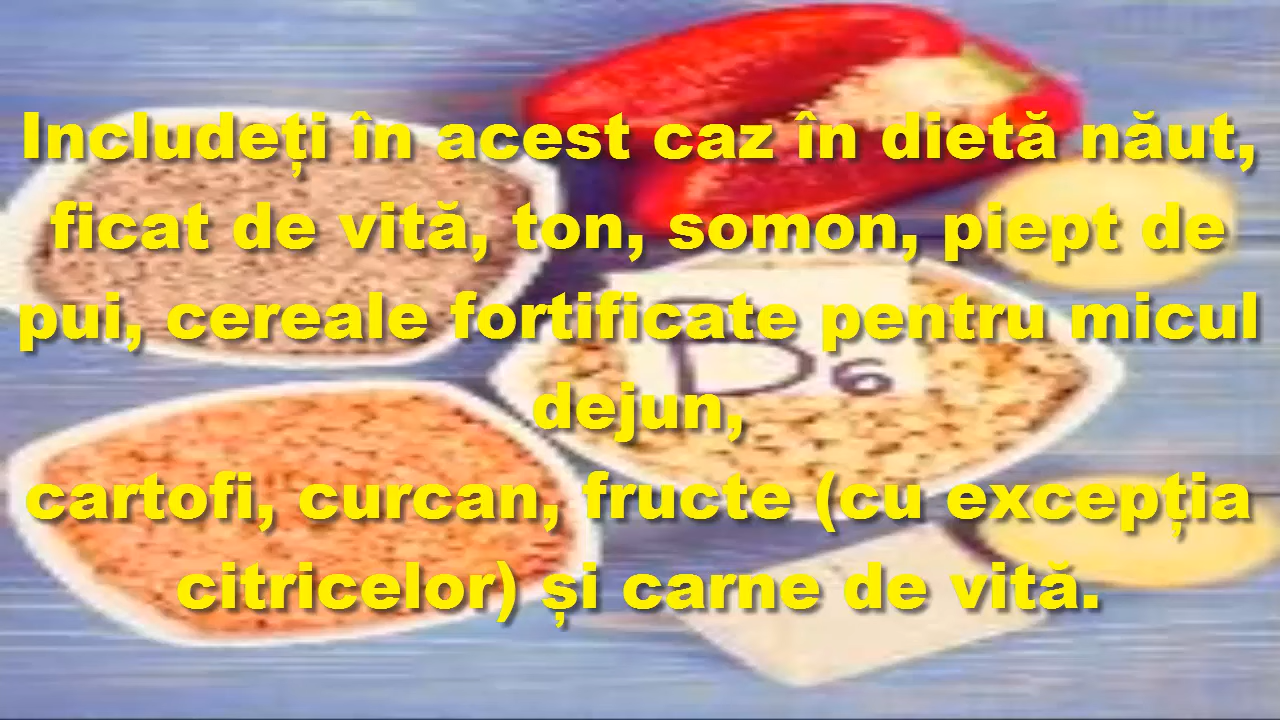 Includeți în acest caz în dietă năut,
ficat de vită, ton, somon, piept de
pui, cereale fortificate pentru micul
dejun,
B6
cartofi, curcan, fructe (cu excepția
citricelor) și carne de vită.